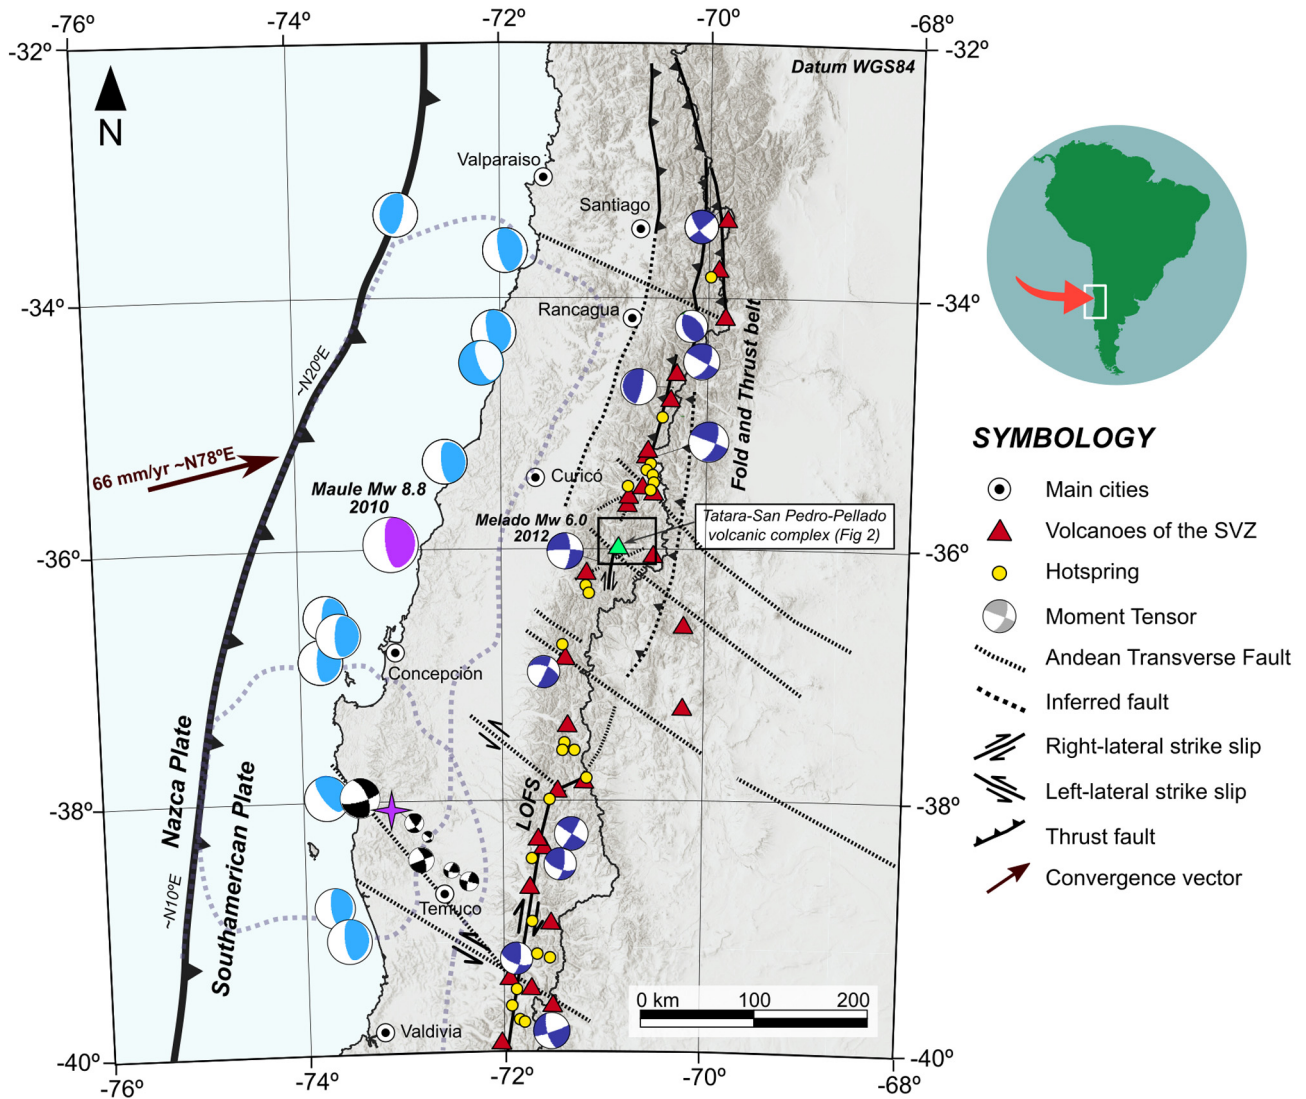 -76º
-74º
-72º
-70º
-68º
-32º
-32º
Datum WGS84
N
Valparaiso
Santiago
-34º
-34º
Rancagua
~N20ºE
Fold and Thrust belt
66 mm/yr ~N78ºE
Curicó
Maule Mw 8.8
2010
Melado Mw 6.0
2012
Tatara-San Pedro-Pellado
volcanic complex (Fig 2)
-36º
-36º
Concepción
Nazca Plate
Southamerican Plate
LOFS
-38º
-38º
~N10ºE
Temuco
0 km
100
200
Valdivia
-40º
-40º
-76º
-74º
-72º
-70º
-68º
SYMBOLOGY
Main cities
Volcanoes of the SVZ
Hotspring
Moment Tensor
Andean Transverse Fault
Inferred fault
Right-lateral strike slip
Left-lateral strike slip
Thrust fault
Convergence vector